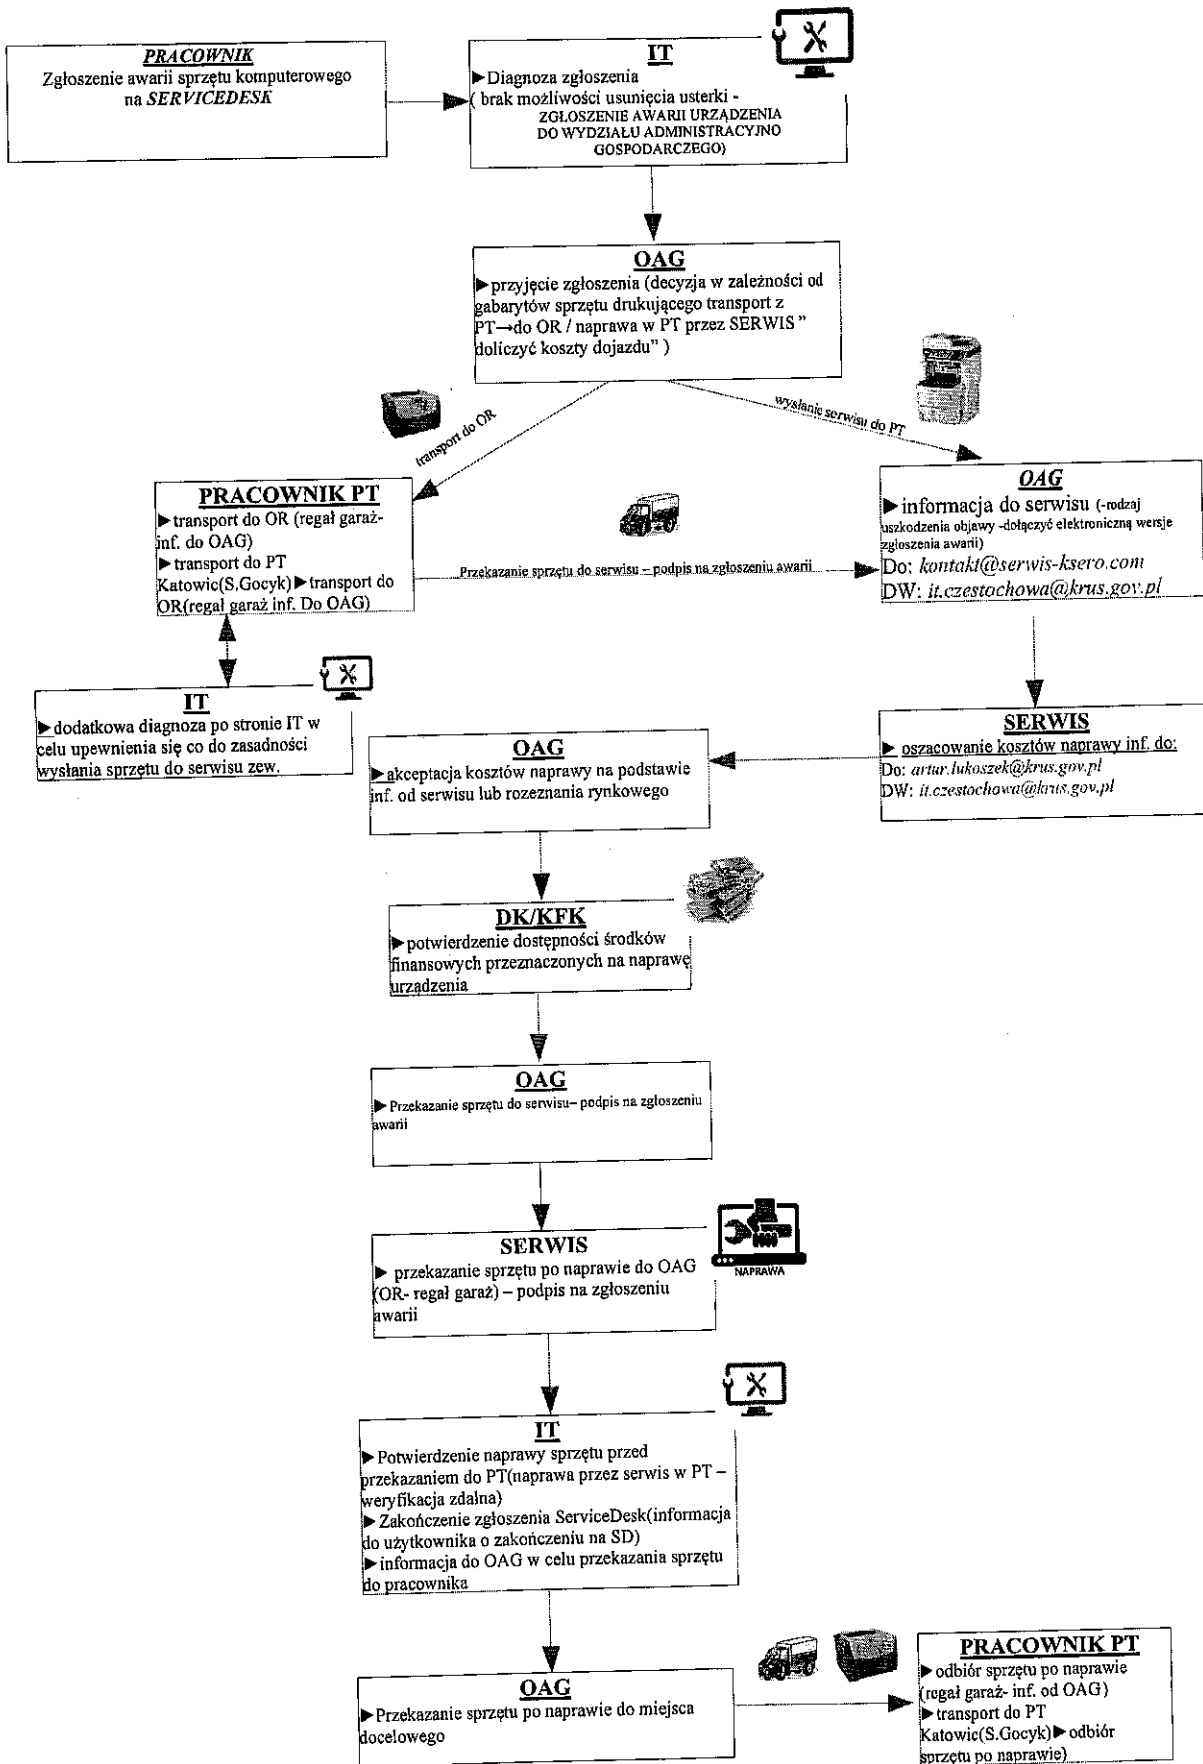 PRACOWNIK
Zgłoszenie awarii sprzętu komputerowego
na SERVICEDESK
IT
►Diagnoza zgłoszenia
( brak możliwości usunięcia usterki -
ZGŁOSZENIE AWARII URZĄDZENIA
DO WYDZIAŁU ADMINISTRACYJNO
GOSPODARCZEGO)
OAG
►przyjęcie zgłoszenia (decyzja w zależności od
gabarytów sprzętu drukującego transport z
PT→do OR / naprawa w PT przez SERWIS ”
doliczyć koszty dojazdu” )
transport do OR
wysłanie serwisu do PT
PRACOWNIK PT
►transport do OR (regał garaż-
inf. do OAG)
►transport do PT
Katowic(S.Gocyk)►transport do
OR(regał garaż inf. Do OAG)
Przekazanie sprzętu do serwisu – podpis na zgłoszeniu awarii
OAG
►informacja do serwisu (-rodzaj
uszkodzenia objawy -dołączyć elektroniczną wersje
zgłoszenia awarii)
Do: kontakt@serwis-ksero.com
DW: it.czestochowa@krus.gov.pl
IT
►dodatkowa diagnoza po stronie IT w
celu upewnienia się co do zasadności
wysłania sprzętu do serwisu zew.
OAG
►akceptacja kosztów naprawy na podstawie
inf. od serwisu lub rozeznania rynkowego
SERWIS
► oszacowanie kosztów naprawy inf. do:
Do: artur.lukoszek@krus.gov.pl
DW: it.czestochowa@krus.gov.pl
DK/KFK
►potwierdzenie dostępności środków
finansowych przeznaczonych na naprawę
urządzenia
OAG
►Przekazanie sprzętu do serwisu– podpis na zgłoszeniu
awarii
SERWIS
► przekazanie sprzętu po naprawie do OAG
(OR- regał garaż) – podpis na zgłoszeniu
awarii
NAPRAWA
IT
►Potwierdzenie naprawy sprzętu przed
przekazaniem do PT(naprawa przez serwis w PT –
weryfikacja zdalna)
►Zakończenie zgłoszenia ServiceDesk(informacja
do użytkownika o zakończeniu na SD)
►informacja do OAG w celu przekazania sprzętu
do pracownika
OAG
►Przekazanie sprzętu po naprawie do miejsca
docelowego
PRACOWNIK PT
►odbiór sprzętu po naprawie
(regał garaż- inf. od OAG)
►transport do PT
Katowic(S.Gocyk)►odbiór
sprzętu po naprawie)